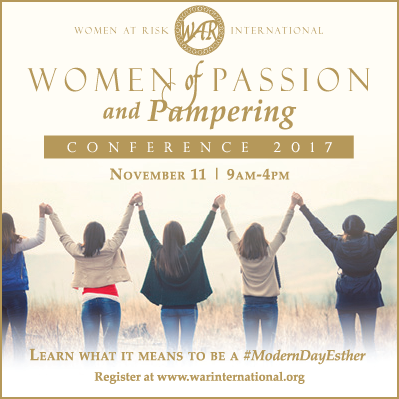 WOMEN AT RISK WAR INTERNATIONAL
WOMEN of PASSION
and Pampering
CONFERENCE 2017
NOVEMBER 11 | 9AM-4PM
LEARN WHAT IT MEANS TO BE A #ModernDayEsther
Register at www.warinternational.org